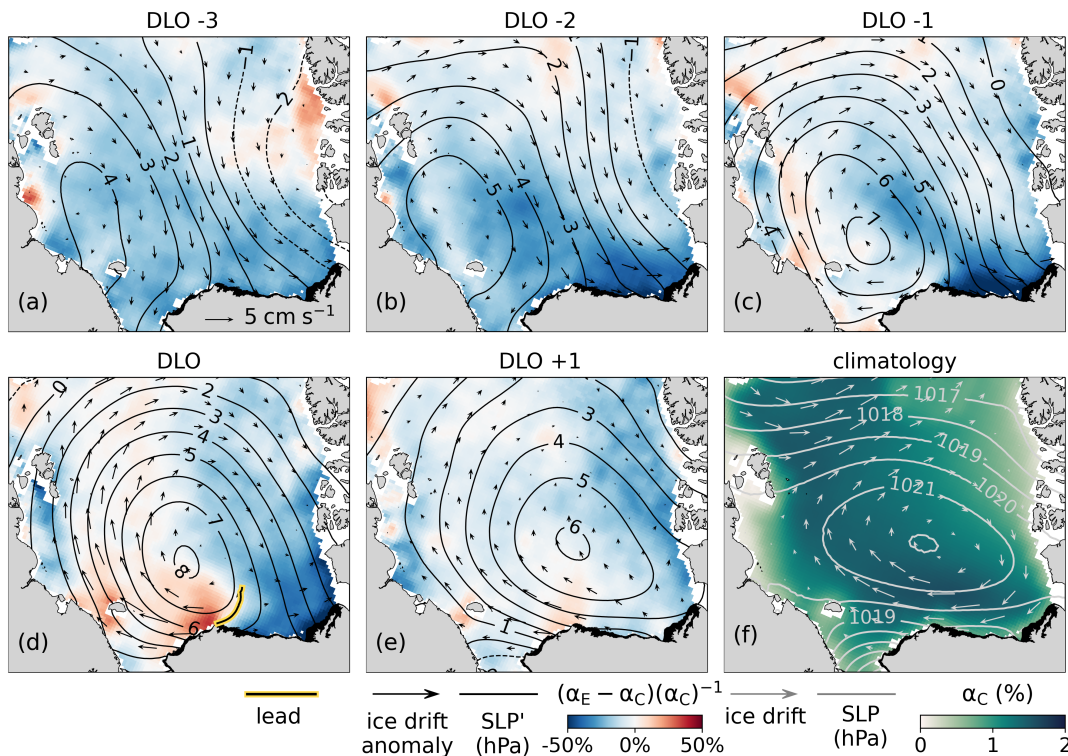 DLO -3
DLO -2
DLO -1
1
2
1
2
3
4
(a)
5 cm s⁻¹
1
2
5
4
3
(b)
1
2
0
3
6
5
7
4
(c)
DLO
DLO +1
climatology
0
2
3
4
5
7
8
6
(d)
3
4
5
6
1
0
(e)
1017
1018
1019
1020
1021
1019
(f)
lead
ice drift
anomaly
SLP'
(hPa)
(α_E − α_C)(α_C)⁻¹
-50% 0% 50%
ice drift
SLP
(hPa)
α_C (%)
0 1 2